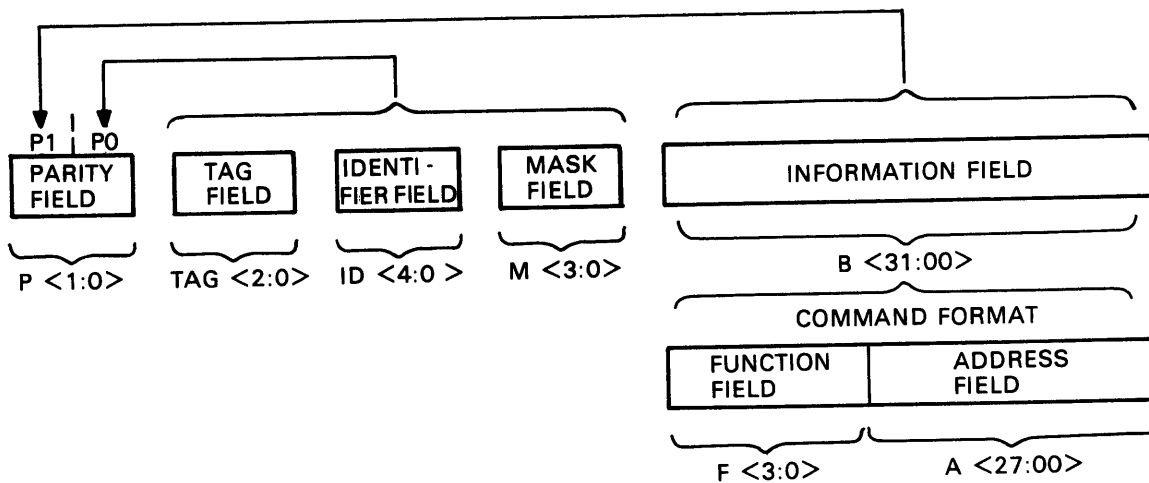 P1 P0
PARITY FIELD
TAG FIELD
IDENTI - FIER FIELD
MASK FIELD
INFORMATION FIELD
P <1:0>
TAG <2:0>
ID <4:0 >
M <3:0>
B <31:00>
COMMAND FORMAT
FUNCTION FIELD
ADDRESS FIELD
F <3:0>
A <27:00>